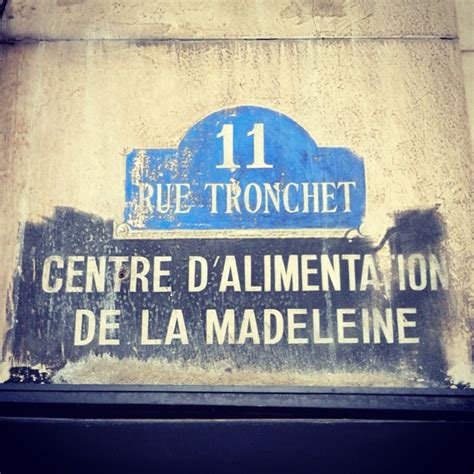 11
RUE TRONCHET
CENTRE D'ALIMENTATION
DE LA MADELEINE